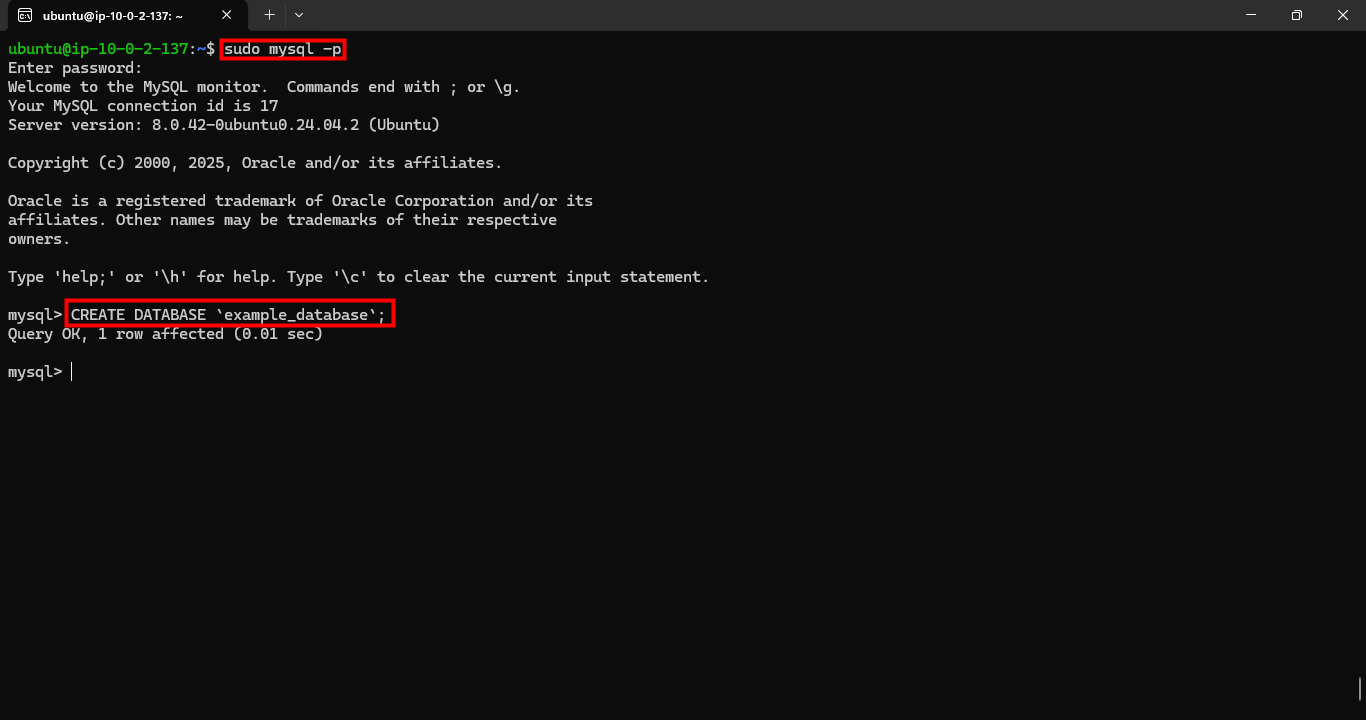 ubuntu@ip-10-0-2-137: ~
ubuntu@ip-10-0-2-137:~$ sudo mysql -p
Enter password:
Welcome to the MySQL monitor.  Commands end with ; or \g.
Your MySQL connection id is 17
Server version: 8.0.42-0ubuntu0.24.04.2 (Ubuntu)
Copyright (c) 2000, 2025, Oracle and/or its affiliates.
Oracle is a registered trademark of Oracle Corporation and/or its
affiliates. Other names may be trademarks of their respective
owners.
Type 'help;' or '\h' for help. Type '\c' to clear the current input statement.
mysql> CREATE DATABASE `example_database`;
Query OK, 1 row affected (0.01 sec)
mysql>